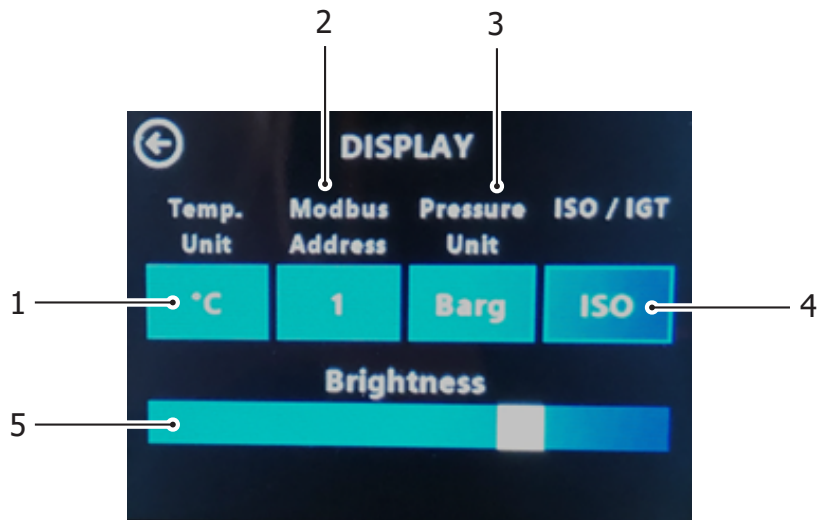 2
3
DISPLAY
Temp. Unit
Modbus Address
Pressure Unit
ISO / IGT
1
°C
1
Barg
ISO
4
Brightness
5